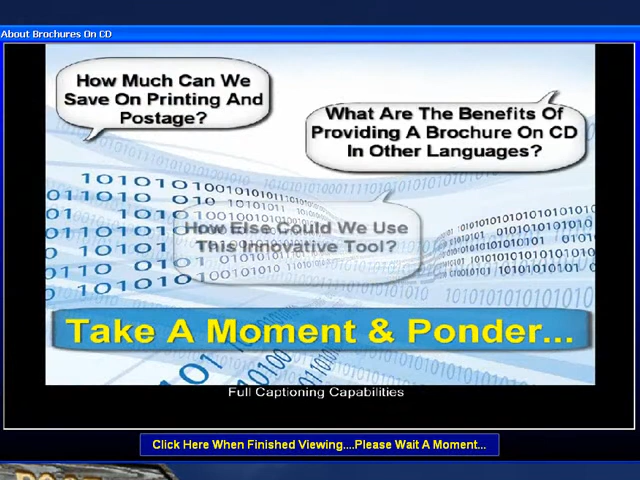 About Brochures On CD
How Much Can We
Save On Printing And
Postage?
What Are The Benefits Of
Providing A Brochure On CD
In Other Languages?
How Else Could We Use
This Innovative Tool?
Take A Moment & Ponder...
Full Captioning Capabilities
Click Here When Finished Viewing....Please Wait A Moment...